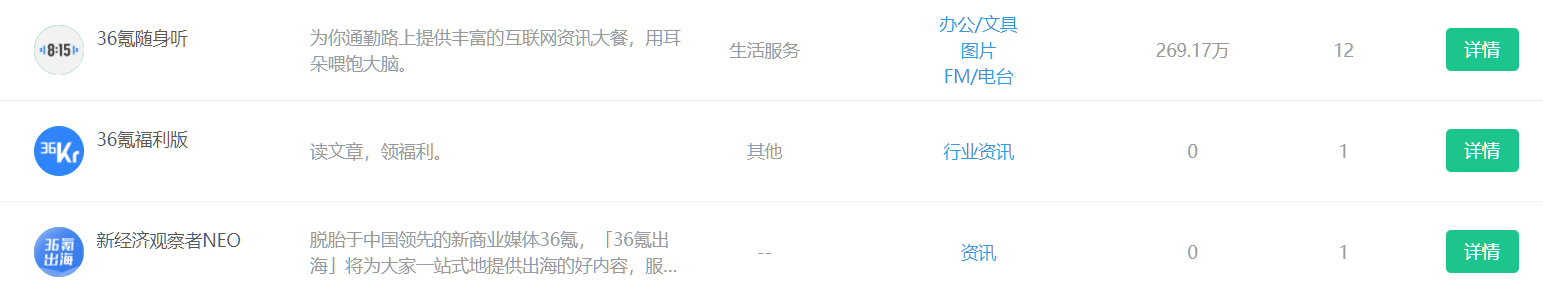 8:15
36氪随身听
为你通勤路上提供丰富的互联网资讯大餐，用耳
朵喂饱大脑。
生活服务
办公/文具
图片
FM/电台
269.17万
12
详情
36Kr
36氪福利版
读文章，领福利。
其他
行业资讯
0
1
详情
36氪
出海
新经济观察者NEO
脱胎于中国领先的新商业媒体36氪，「36氪出
海」将为大家一站式地提供出海的好内容，服...
--
资讯
0
1
详情